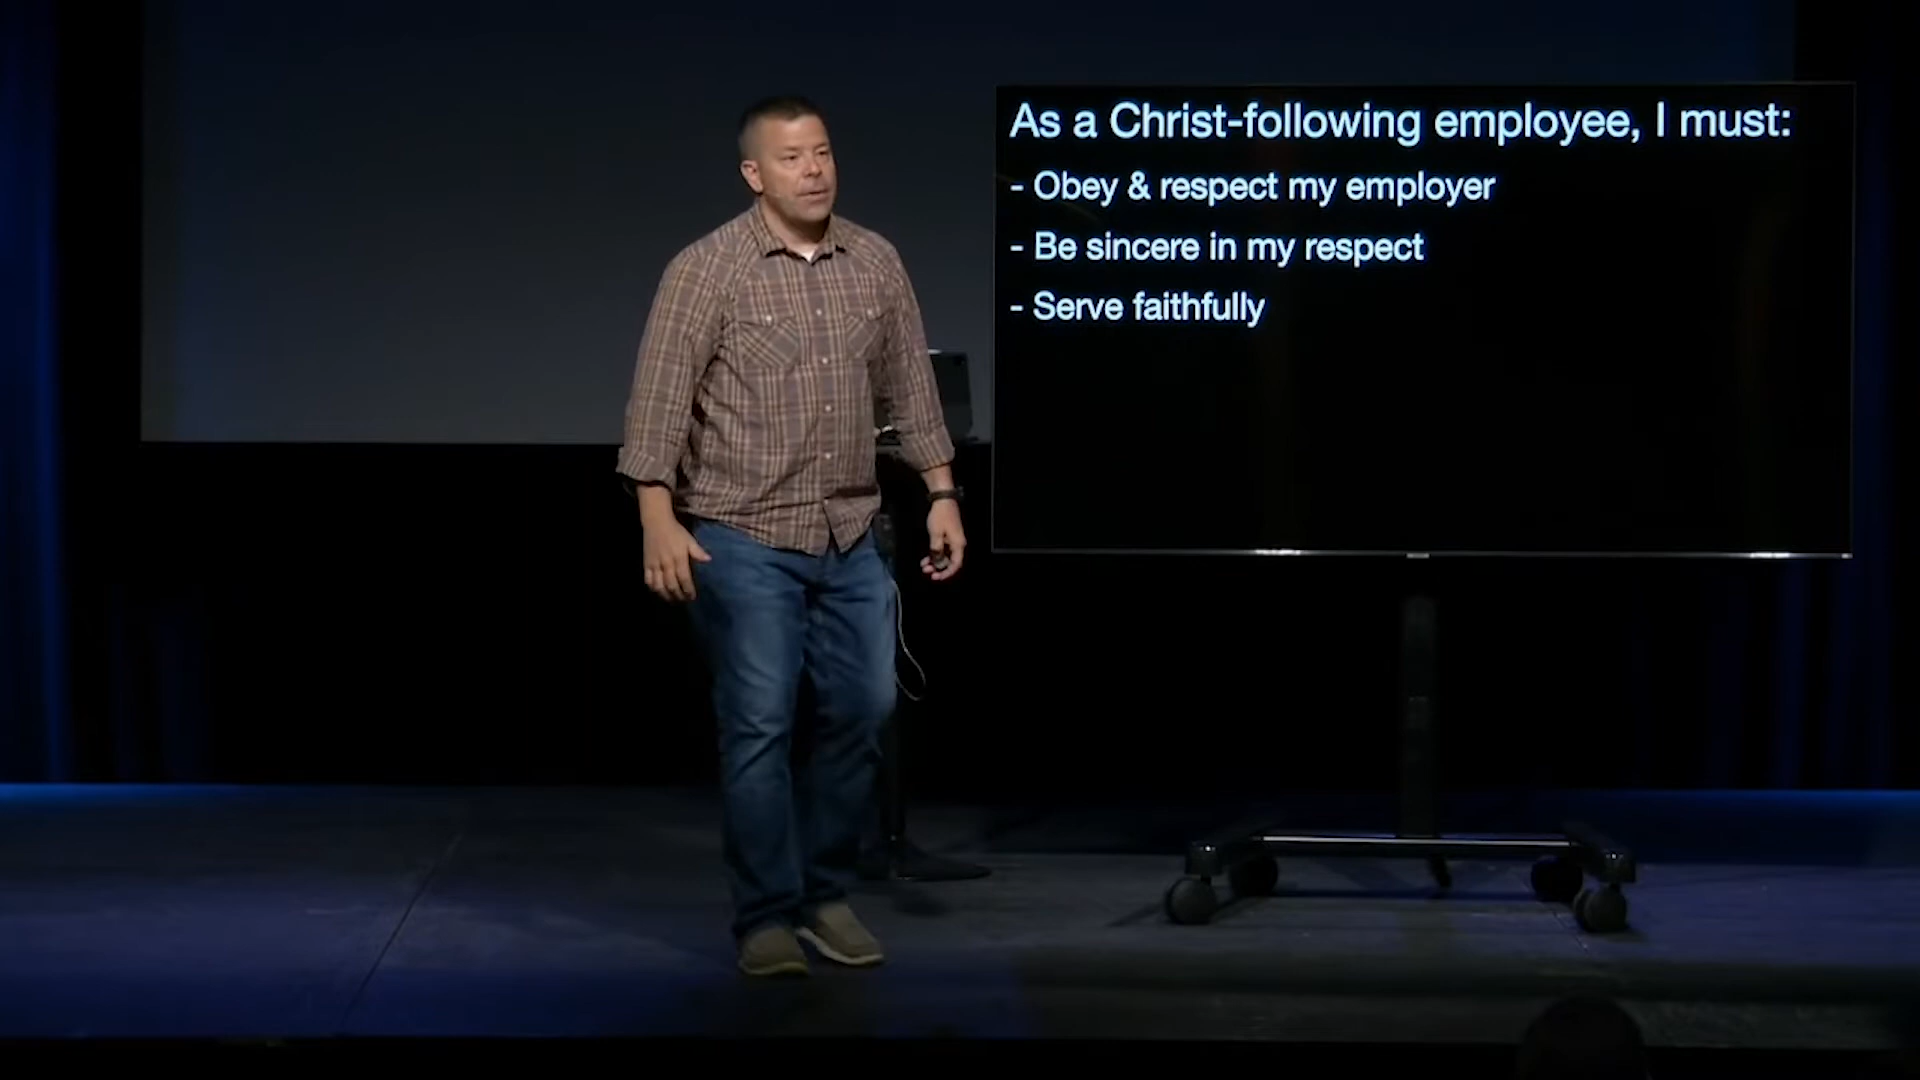 As a Christ-following employee, I must:
- Obey & respect my employer
- Be sincere in my respect
- Serve faithfully